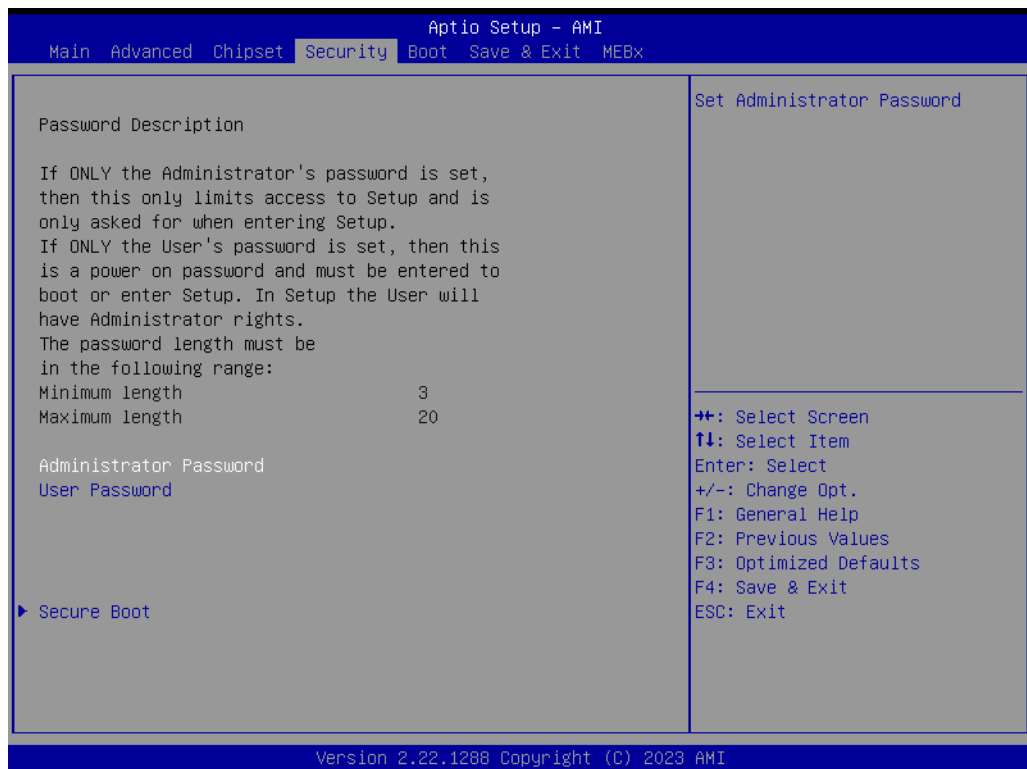 Aptio Setup – AMI
Main Advanced Chipset Security Boot Save & Exit MEBx
Password Description
If ONLY the Administrator's password is set,
then this only limits access to Setup and is
only asked for when entering Setup.
If ONLY the User's password is set, then this
is a power on password and must be entered to
boot or enter Setup. In Setup the User will
have Administrator rights.
The password length must be
in the following range:
Minimum length 3
Maximum length 20
Administrator Password
User Password
Secure Boot
Set Administrator Password
→←: Select Screen
↑↓: Select Item
Enter: Select
+/-: Change Opt.
F1: General Help
F2: Previous Values
F3: Optimized Defaults
F4: Save & Exit
ESC: Exit
Version 2.22.1288 Copyright (C) 2023 AMI